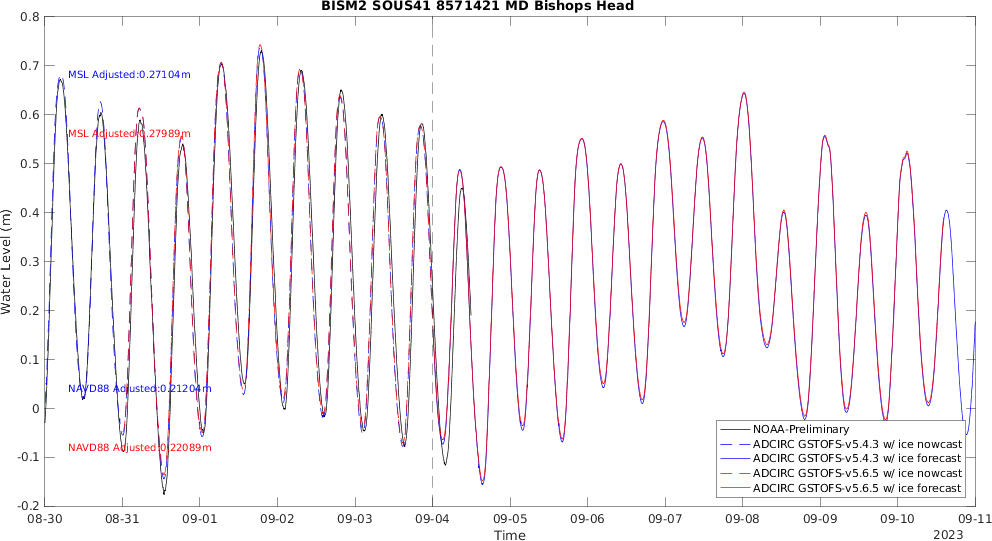 BISM2 SOUS41 8571421 MD Bishops Head
0.8
0.7
0.6
0.5
0.4
0.3
0.2
0.1
0
-0.1
-0.2
Water Level (m)
MSL Adjusted:0.27104m
MSL Adjusted:0.27989m
NAVD88 Adjusted:0.21204m
NAVD88 Adjusted:0.22089m
NOAA-Preliminary
ADCIRC GSTOFS-v5.4.3 w/ ice nowcast
ADCIRC GSTOFS-v5.4.3 w/ ice forecast
ADCIRC GSTOFS-v5.6.5 w/ ice nowcast
ADCIRC GSTOFS-v5.6.5 w/ ice forecast
08-30 08-31 09-01 09-02 09-03 09-04 09-05 09-06 09-07 09-08 09-09 09-10 09-11
Time
2023